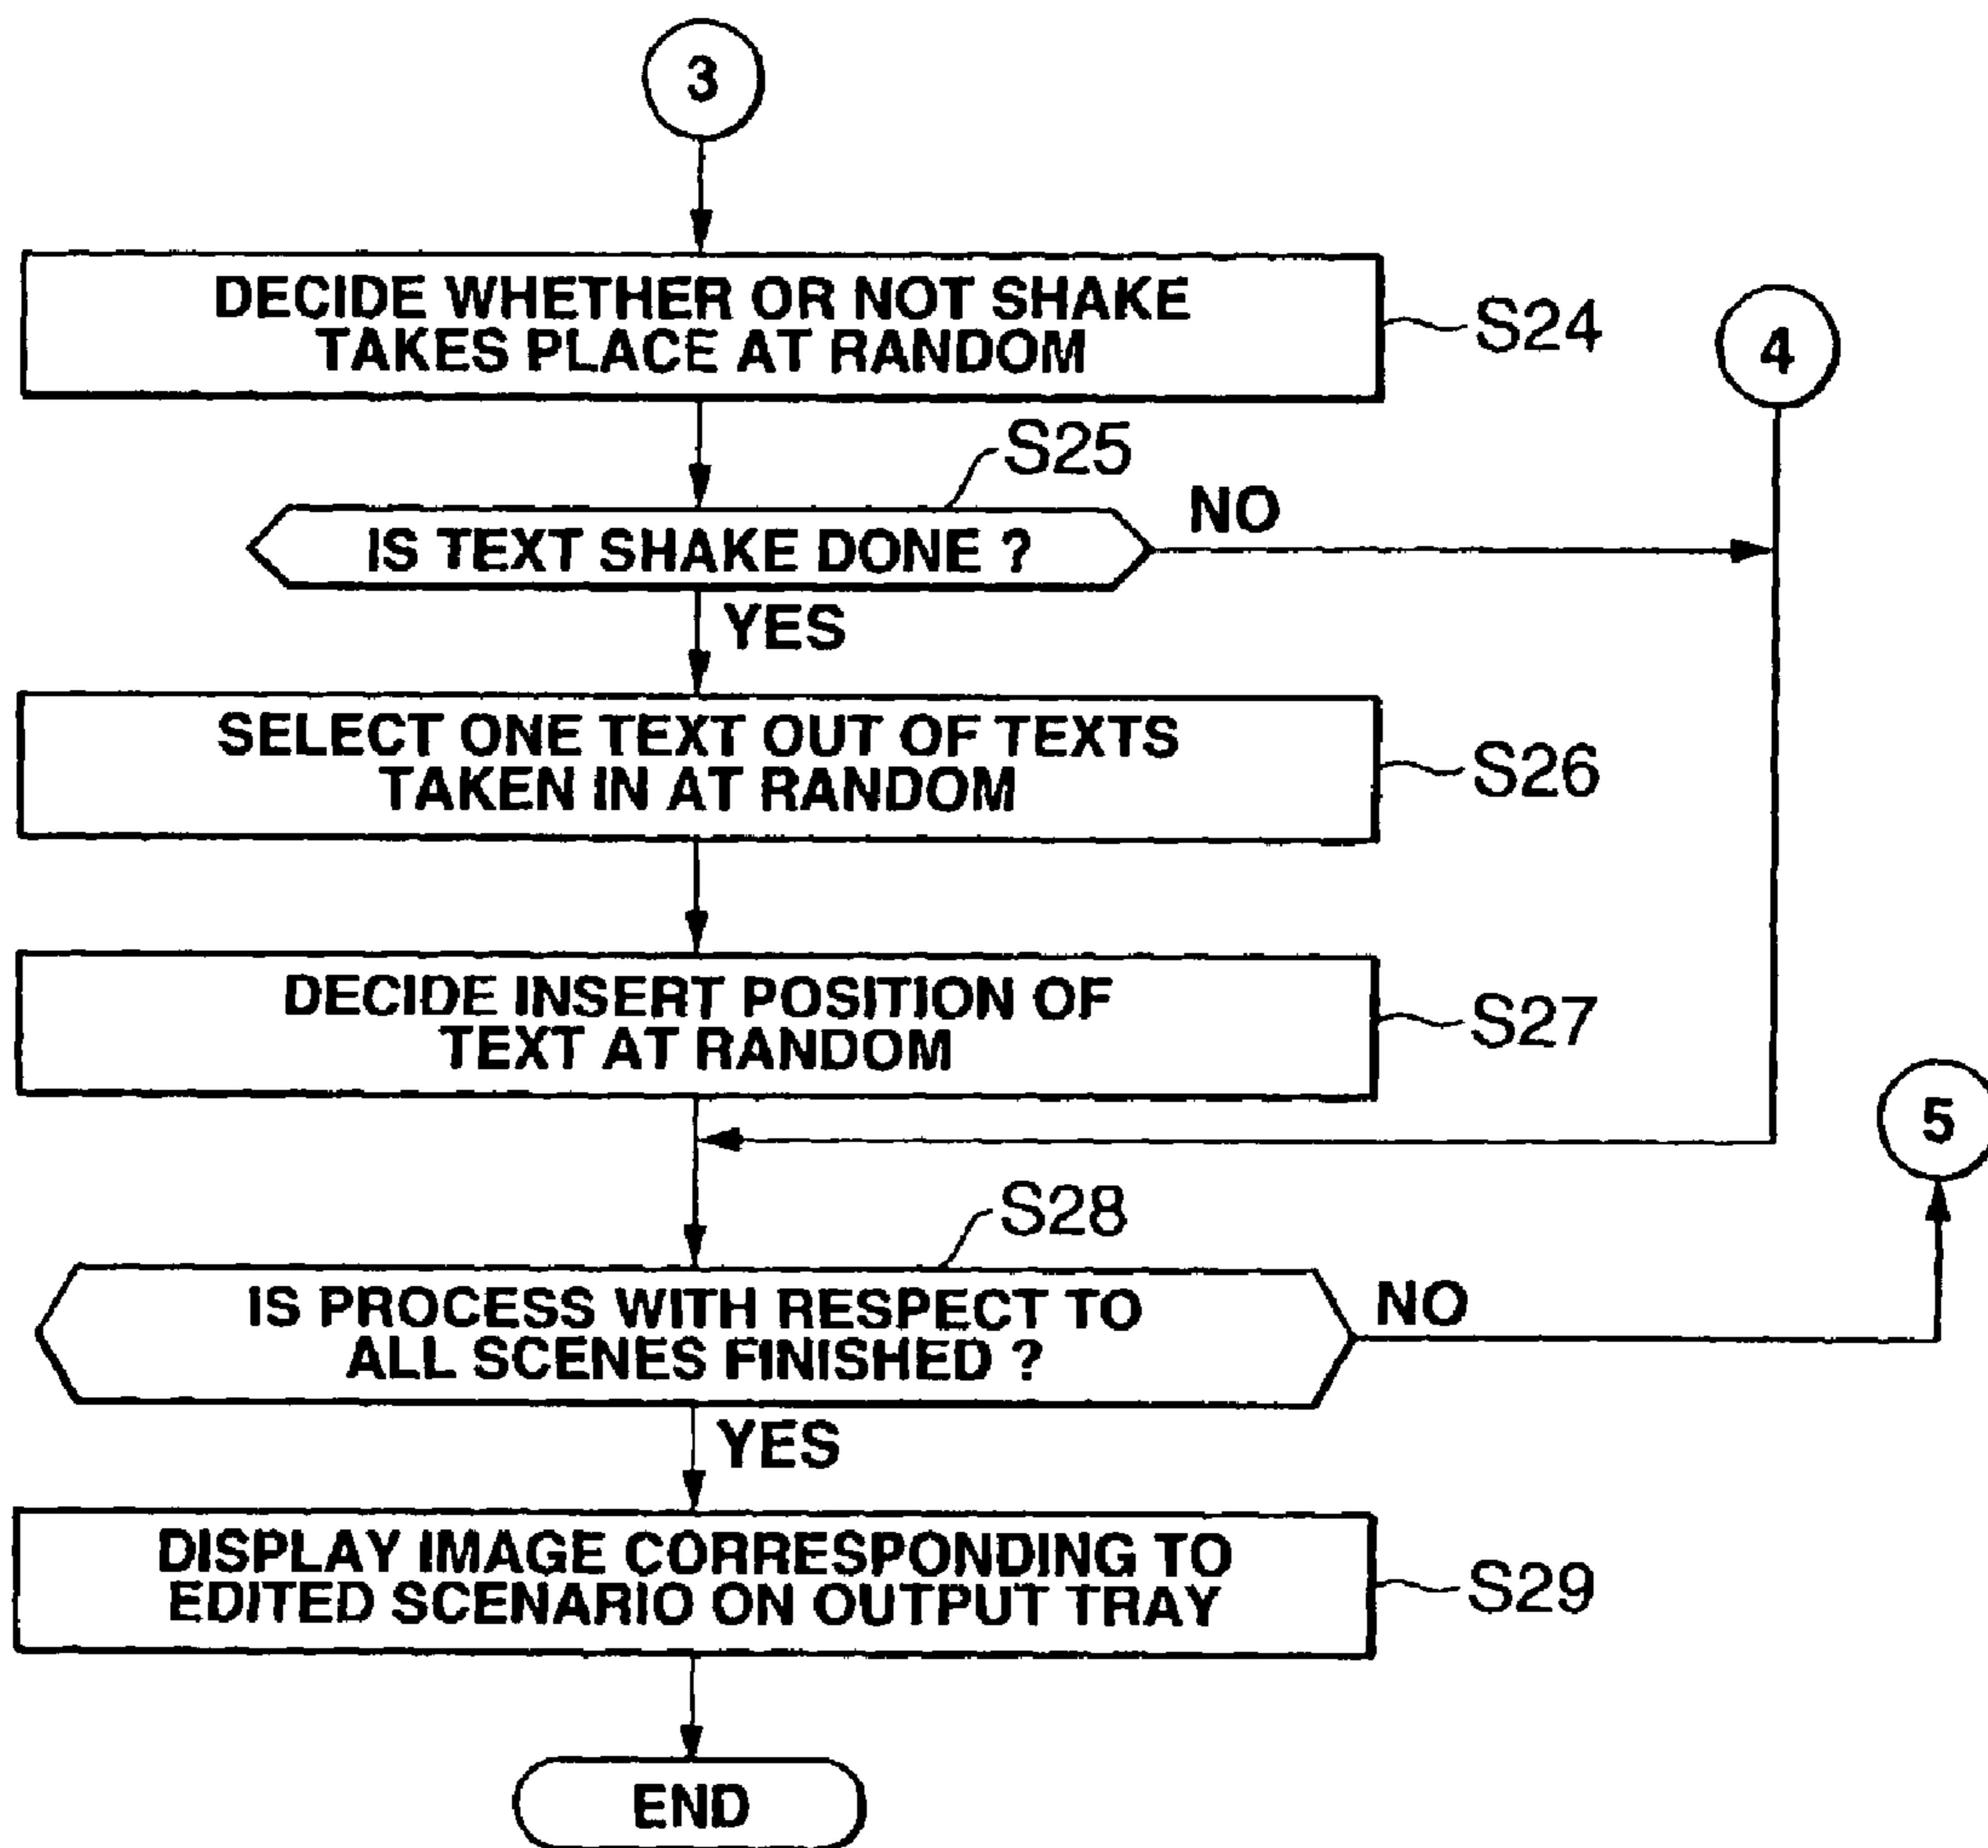 3
DECIDE WHETHER OR NOT SHAKE
TAKES PLACE AT RANDOM
S24
4
S25
IS TEXT SHAKE DONE ?
NO
YES
SELECT ONE TEXT OUT OF TEXTS
TAKEN IN AT RANDOM
S26
DECIDE INSERT POSITION OF
TEXT AT RANDOM
S27
5
S28
IS PROCESS WITH RESPECT TO
ALL SCENES FINISHED ?
NO
YES
DISPLAY IMAGE CORRESPONDING TO
EDITED SCENARIO ON OUTPUT TRAY
S29
END